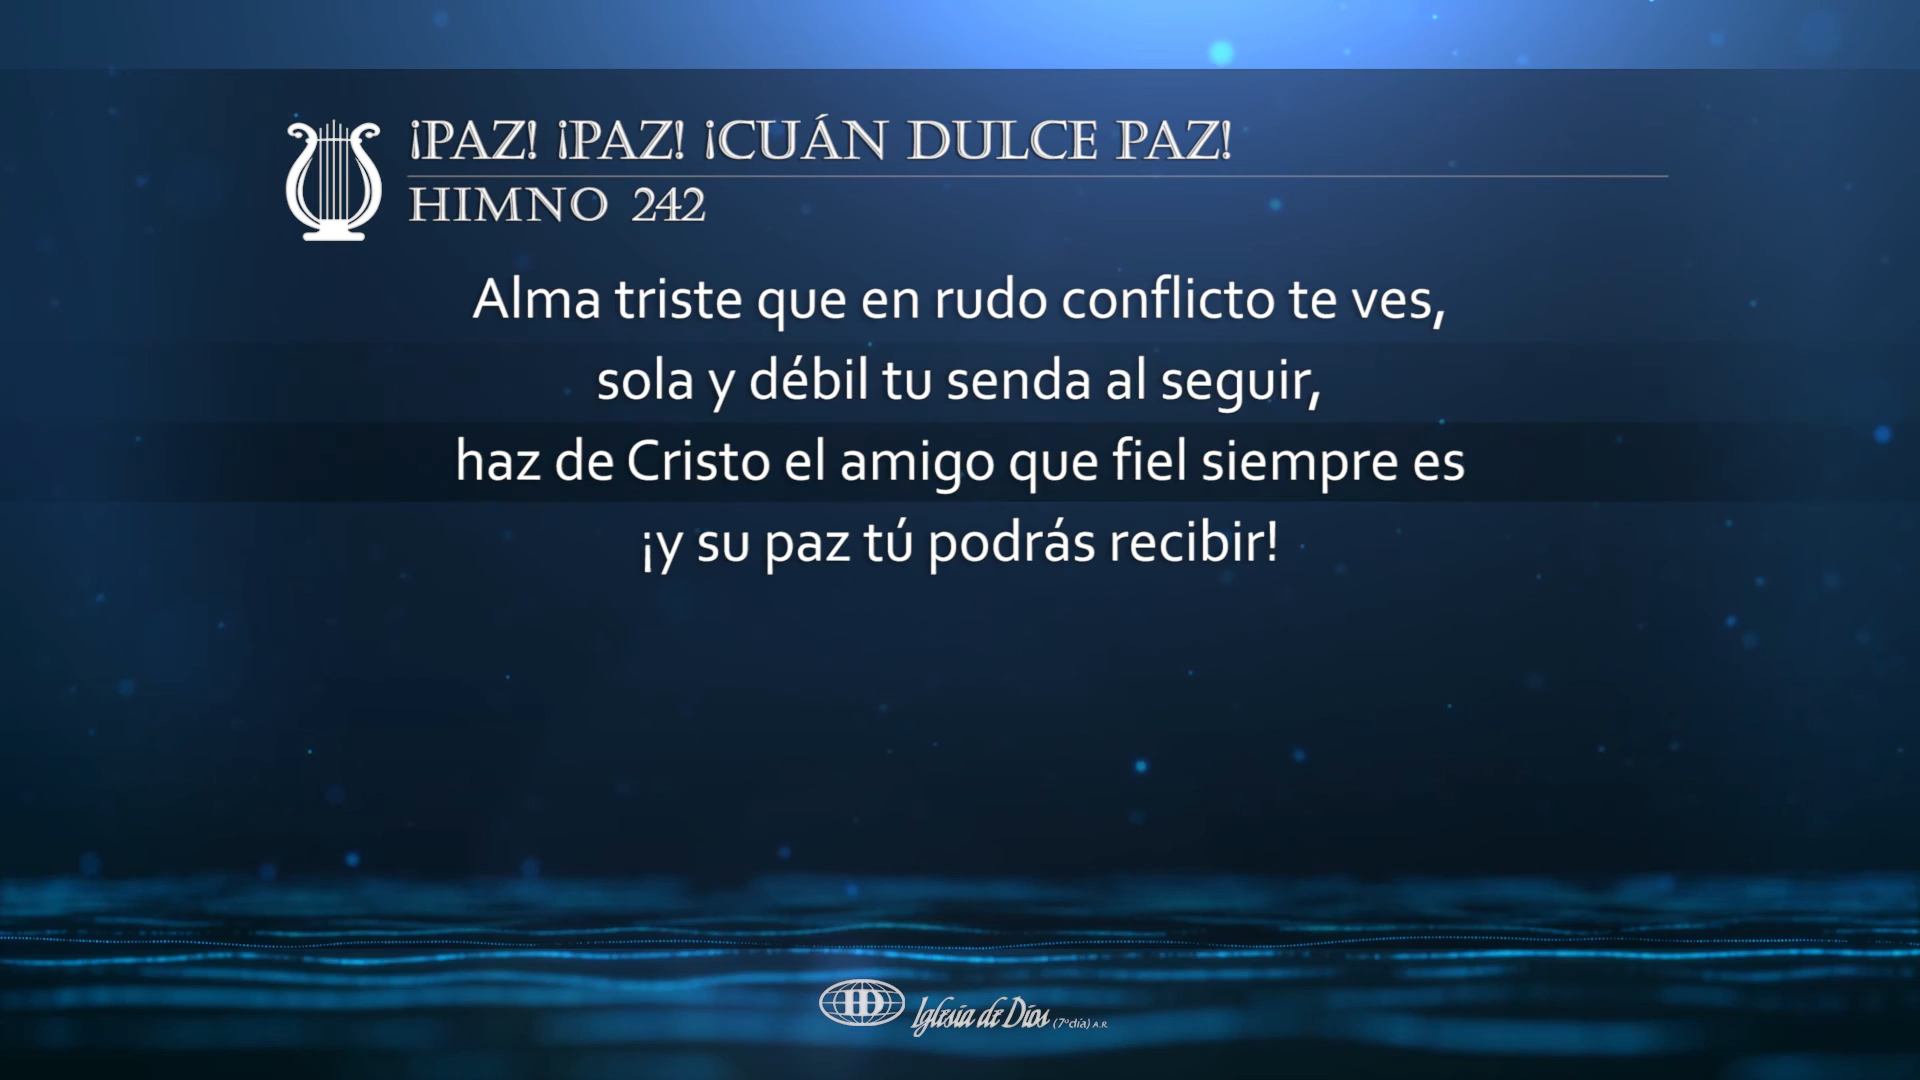 ¡PAZ! ¡PAZ! ¡CUÁN DULCE PAZ!
HIMNO 242
Alma triste que en rudo conflicto te ves,
sola y débil tu senda al seguir,
haz de Cristo el amigo que fiel siempre es
¡y su paz tú podrás recibir!
ID Iglesia de Dios (7º día) A.R.